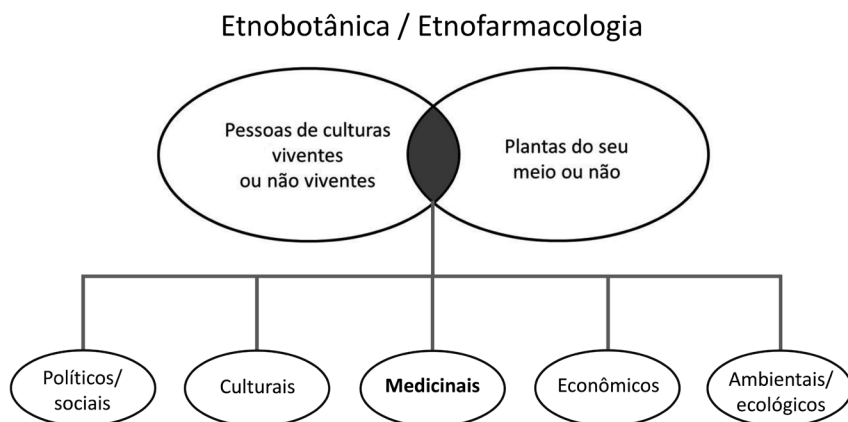 Etnobotânica / Etnofarmacologia
Pessoas de culturas
viventes
ou não viventes
Plantas do seu
meio ou não
Políticos/
sociais
Culturais
Medicinais
Econômicos
Ambientais/
ecológicos